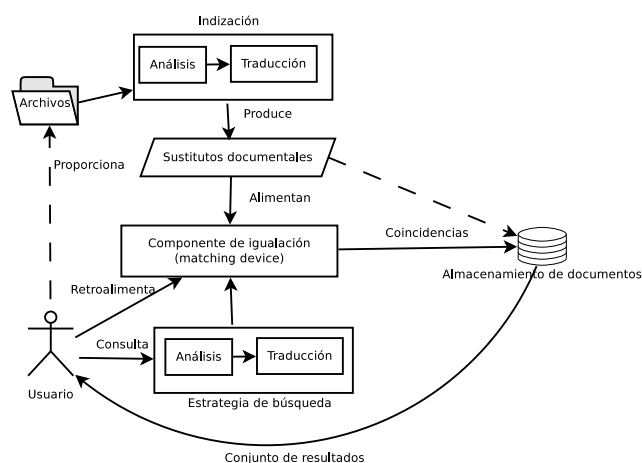 Indización
Análisis
Traducción
Archivos
Produce
Proporciona
Sustitutos documentales
Alimentan
Componente de igualación
(matching device)
Coincidencias
Almacenamiento de documentos
Retroalimenta
Consulta
Análisis
Traducción
Usuario
Estrategia de búsqueda
Conjunto de resultados